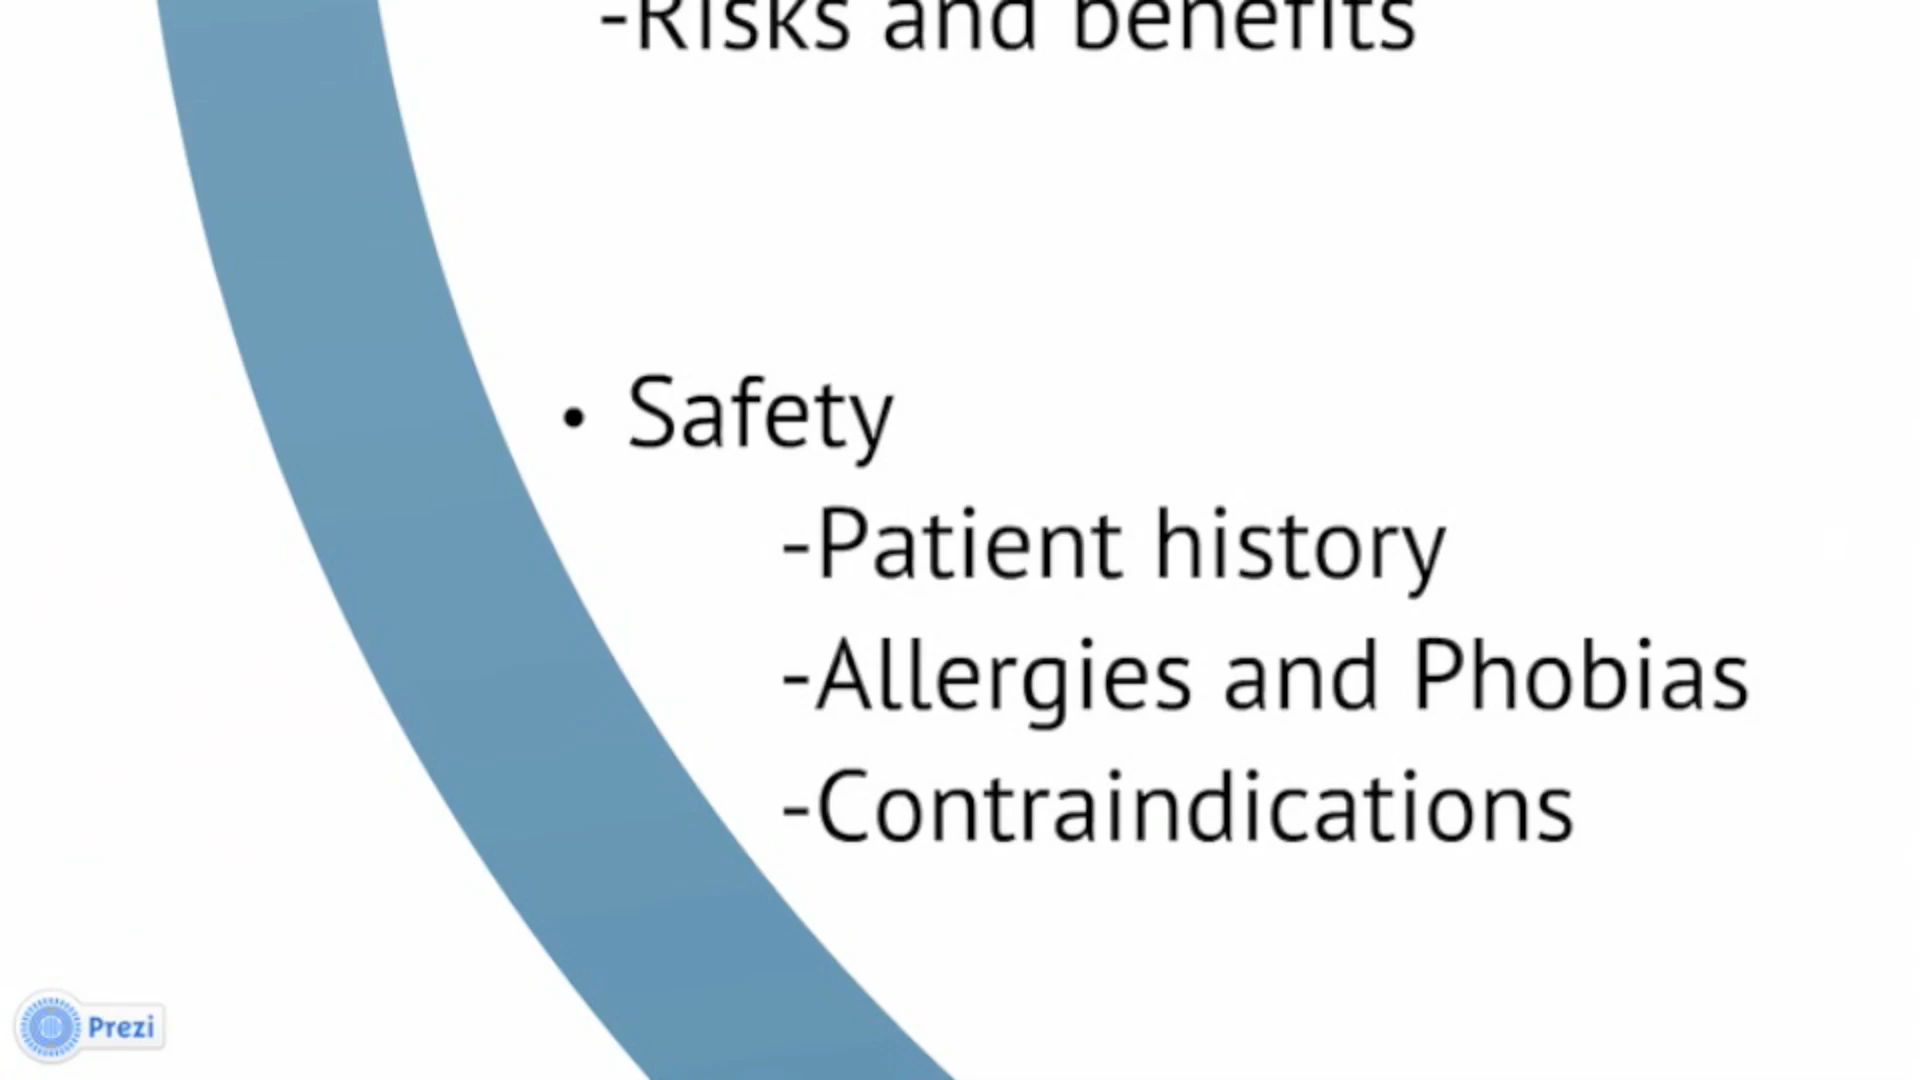 -Risks and benefits
• Safety
-Patient history
-Allergies and Phobias
-Contraindications
Prezi